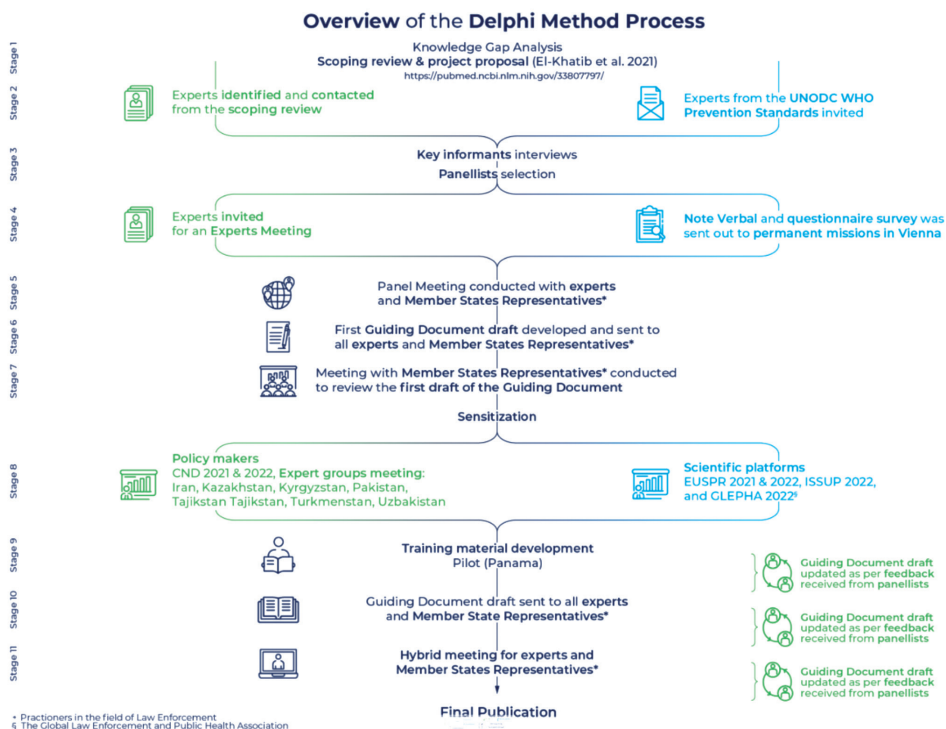 Overview of the Delphi Method Process
Stage 1
Knowledge Gap Analysis
Scoping review & project proposal (El-Khatib et al. 2021)
https://pubmed.ncbi.nlm.nih.gov/33807797/
Stage 2
Experts identified and contacted
from the scoping review
Experts from the UNODC WHO
Prevention Standards invited
Stage 3
Key informants interviews
Panellists selection
Stage 4
Experts invited
for an Experts Meeting
Note Verbal and questionnaire survey was
sent out to permanent missions in Vienna
Stage 5
Panel Meeting conducted with experts
and Member States Representatives*
Stage 6
First Guiding Document draft developed and sent to
all experts and Member States Representatives*
Stage 7
Meeting with Member States Representatives* conducted
to review the first draft of the Guiding Document
Sensitization
Stage 8
Policy makers
CND 2021 & 2022, Expert groups meeting:
Iran, Kazakhstan, Kyrgyzstan, Pakistan,
Tajikstan Tajikstan, Turkmenstan, Uzbakistan
Scientific platforms
EUSPR 2021 & 2022, ISSUP 2022,
and GLEPHA 2022§
Stage 9
Training material development
Pilot (Panama)
Guiding Document draft
updated as per feedback
received from panellists
Stage 10
Guiding Document draft sent to all experts
and Member State Representatives*
Guiding Document draft
updated as per feedback
received from panellists
Stage 11
Hybrid meeting for experts and
Member States Representatives*
Guiding Document draft
updated as per feedback
received from panellists
Final Publication
* Practioners in the field of Law Enforcement
§ The Global Law Enforcement and Public Health Association